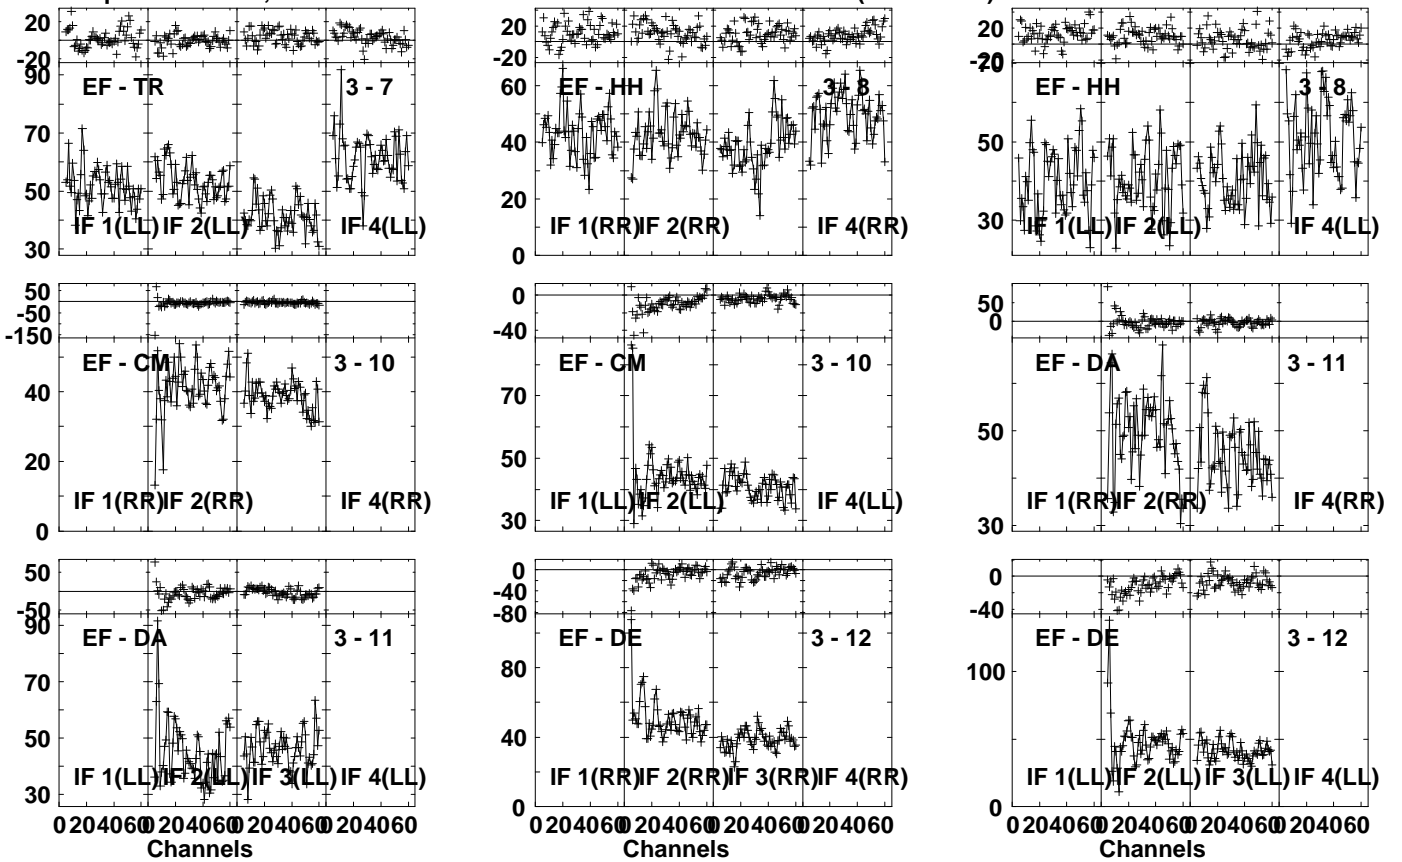 20
-20
90
70
50
30
EF - TR
3 - 7
IF 1(LL)
IF 2(LL)
IF 4(LL)
20
-20
60
40
20
0
EF - HH
3 - 8
IF 1(RR)
IF 2(RR)
IF 4(RR)
20
-20
50
30
EF - HH
3 - 8
IF 1(LL)
IF 2(LL)
IF 4(LL)
50
-50
-150
40
20
0
EF - CM
3 - 10
IF 1(RR)
IF 2(RR)
IF 4(RR)
0
-40
70
50
30
EF - CM
3 - 10
IF 1(LL)
IF 2(LL)
IF 4(LL)
50
0
50
30
EF - DA
3 - 11
IF 1(RR)
IF 2(RR)
IF 4(RR)
50
-50
90
70
50
30
EF - DA
3 - 11
IF 1(LL)
IF 2(LL)
IF 3(LL)
IF 4(LL)
0 20 40 60 0 20 40 60 0 20 40 60 0 20 40 60
Channels
0
-40
-80
80
40
0
EF - DE
3 - 12
IF 1(RR)
IF 2(RR)
IF 3(RR)
IF 4(RR)
0 20 40 60 0 20 40 60 0 20 40 60 0 20 40 60
Channels
0
-40
100
0
EF - DE
3 - 12
IF 1(LL)
IF 2(LL)
IF 3(LL)
IF 4(LL)
0 20 40 60 0 20 40 60 0 20 40 60 0 20 40 60
Channels